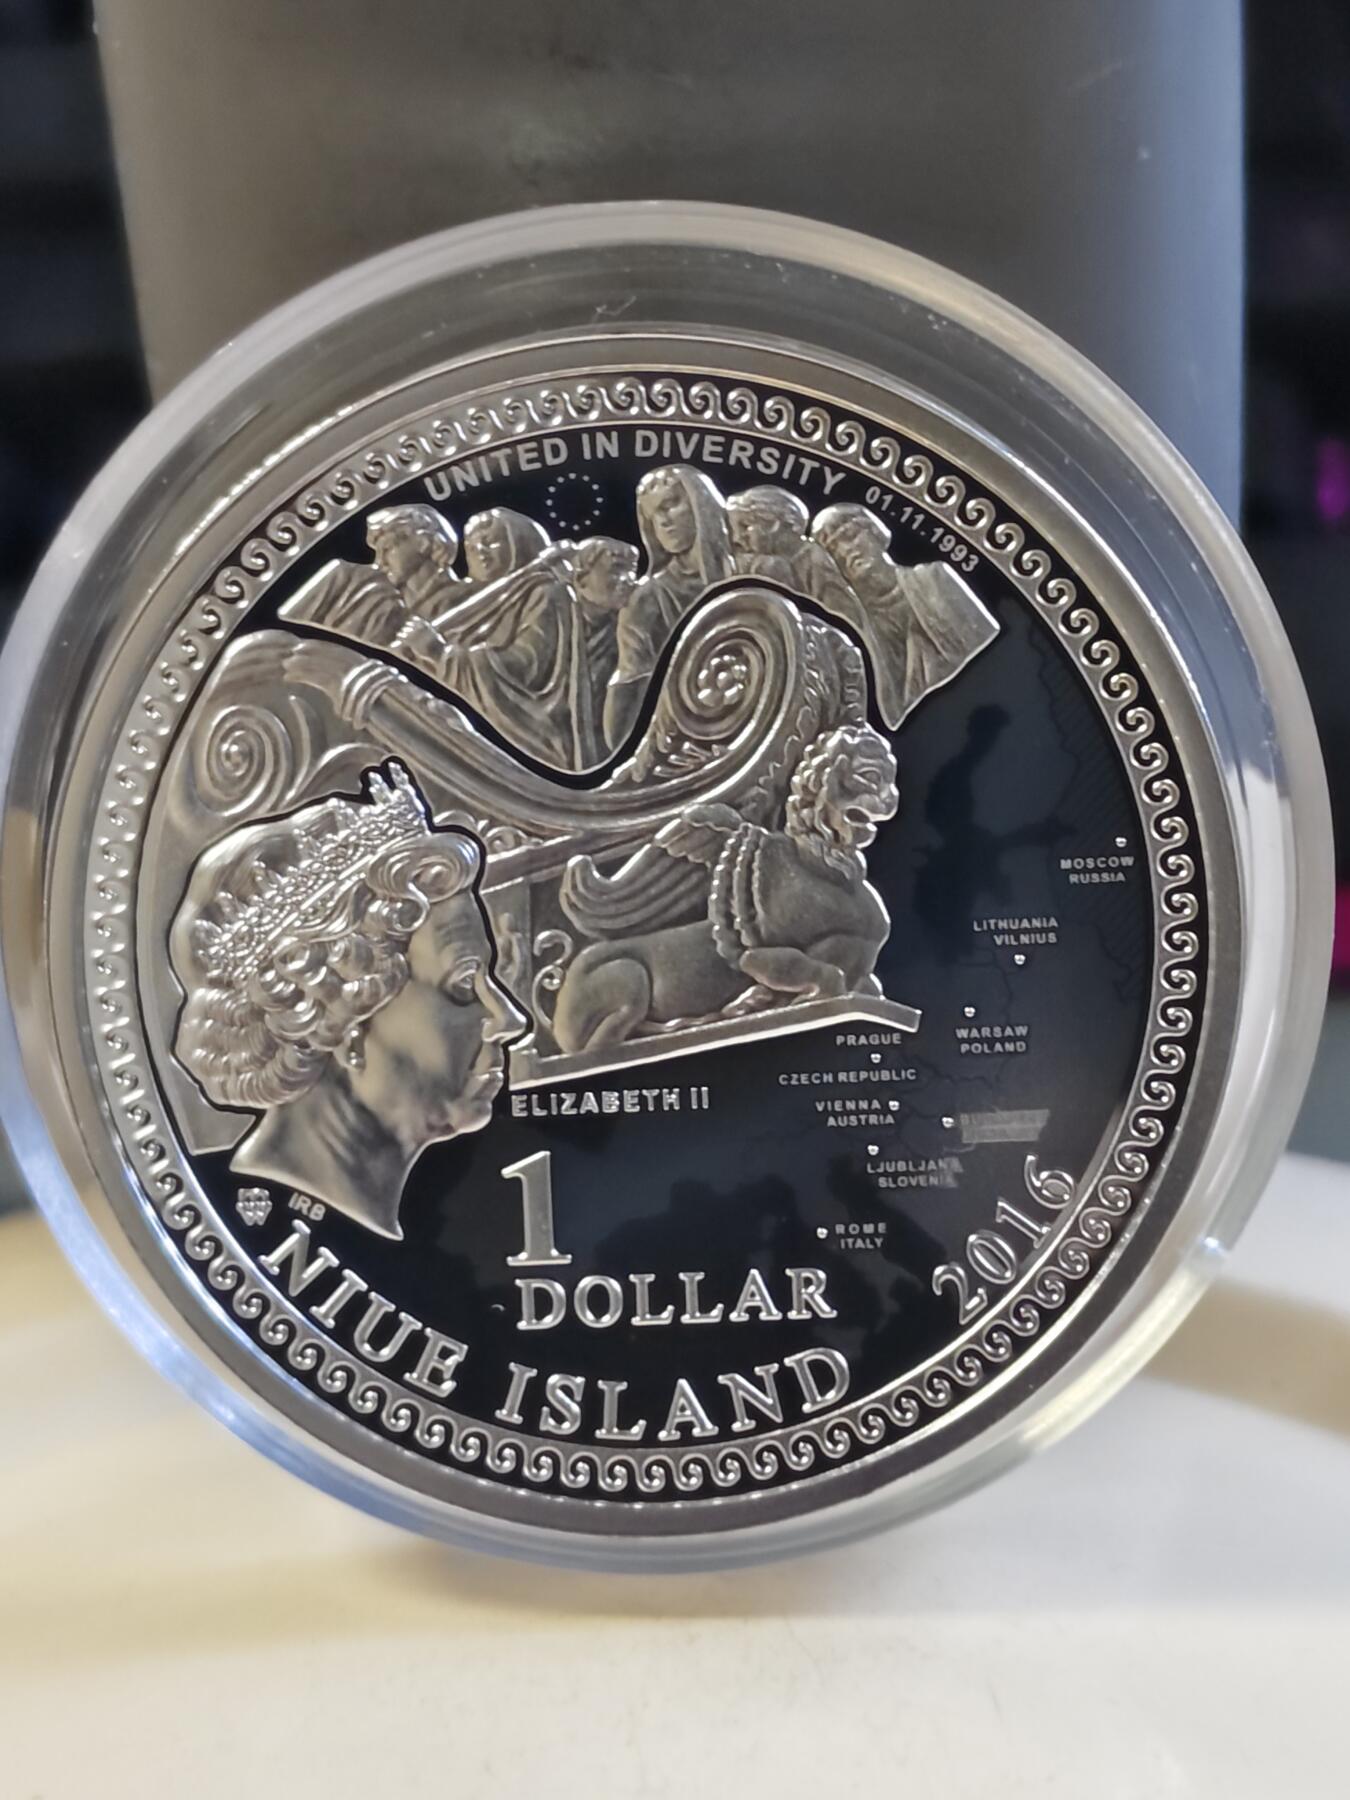 UNITED IN DIVERSITY 01.11.1993
MOSCOW
RUSSIA
LITHUANIA
VILNIUS
WARSAW
POLAND
PRAGUE
CZECH REPUBLIC
VIENNA
AUSTRIA
LJUBLJANA
SLOVENIA
ROME
ITALY
ELIZABETH II
IRB
1
DOLLAR
2016
NIUE ISLAND